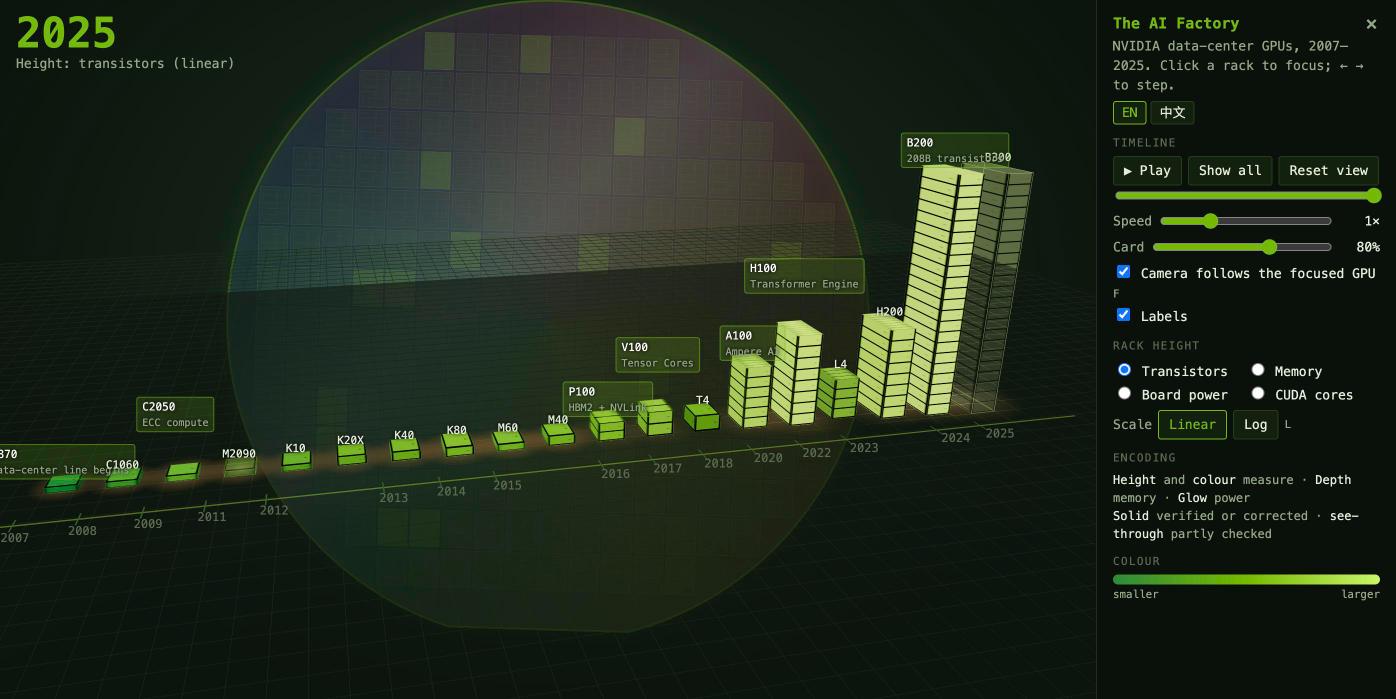 2025
Height: transistors (linear)
B200
208B
B300
H100
Transformer Engine
H200
A100
L4
V100
Tensor Cores
P100
HBM2 + NVLink
T4
C2050
ECC compute
M40
M60
K80
K40
K20X
K10
M2090
C1060
data-center line begins
2007
2008
2009
2011
2012
2013
2014
2015
2016
2017
2018
2020
2022
2023
2024
2025
The AI Factory
×
NVIDIA data-center GPUs, 2007–
2025. Click a rack to focus; ← →
to step.
EN 中文
TIMELINE
▶ Play Show all Reset view
Speed 1×
Card 80%
Camera follows the focused GPU
F
Labels
RACK HEIGHT
Transistors Memory
Board power CUDA cores
Scale Linear Log L
ENCODING
Height and colour measure · Depth
memory · Glow power
Solid verified or corrected · see-
through partly checked
COLOUR
smaller larger